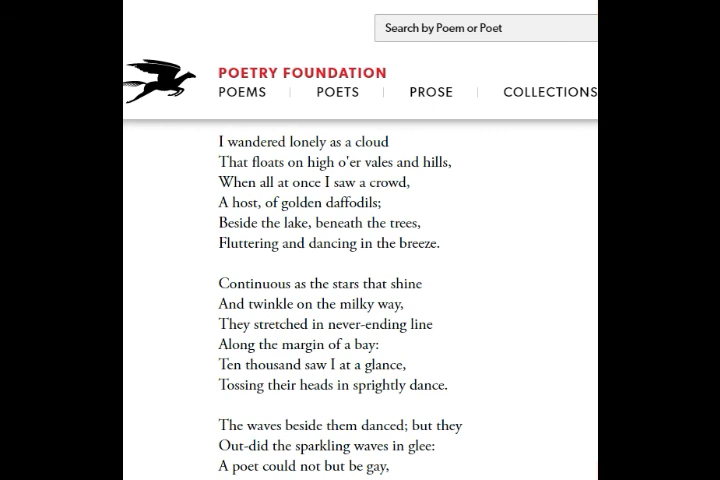 Search by Poem or Poet
POETRY FOUNDATION
POEMS | POETS | PROSE | COLLECTIONS
I wandered lonely as a cloud
That floats on high o'er vales and hills,
When all at once I saw a crowd,
A host, of golden daffodils;
Beside the lake, beneath the trees,
Fluttering and dancing in the breeze.
Continuous as the stars that shine
And twinkle on the milky way,
They stretched in never-ending line
Along the margin of a bay:
Ten thousand saw I at a glance,
Tossing their heads in sprightly dance.
The waves beside them danced; but they
Out-did the sparkling waves in glee:
A poet could not but be gay,